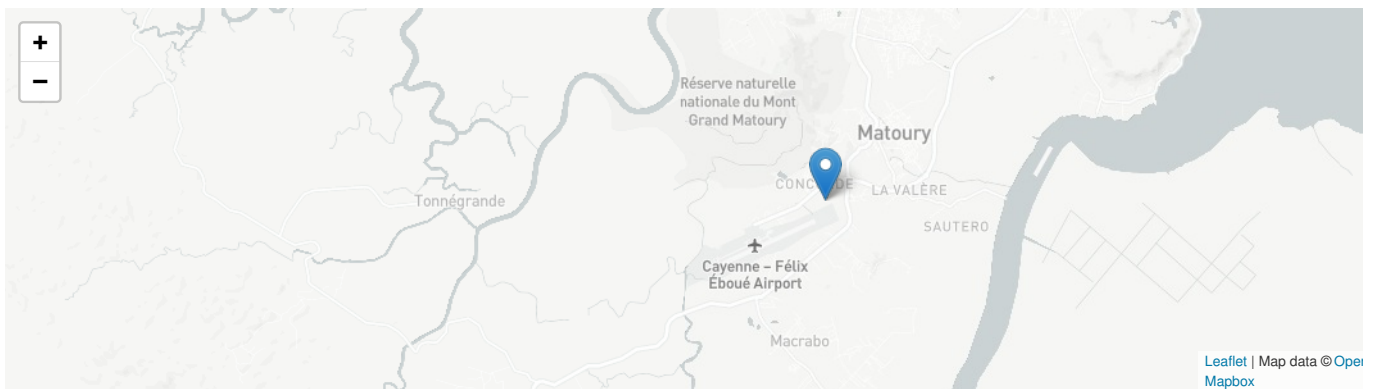 +
−
Réserve naturelle
nationale du Mont
Grand Matoury
Matoury
CONC
DE
LA VALÈRE
Tonnégrande
SAUTERO
Cayenne – Félix
Éboué Airport
Macrabo
Leaflet | Map data ©
Mapbox